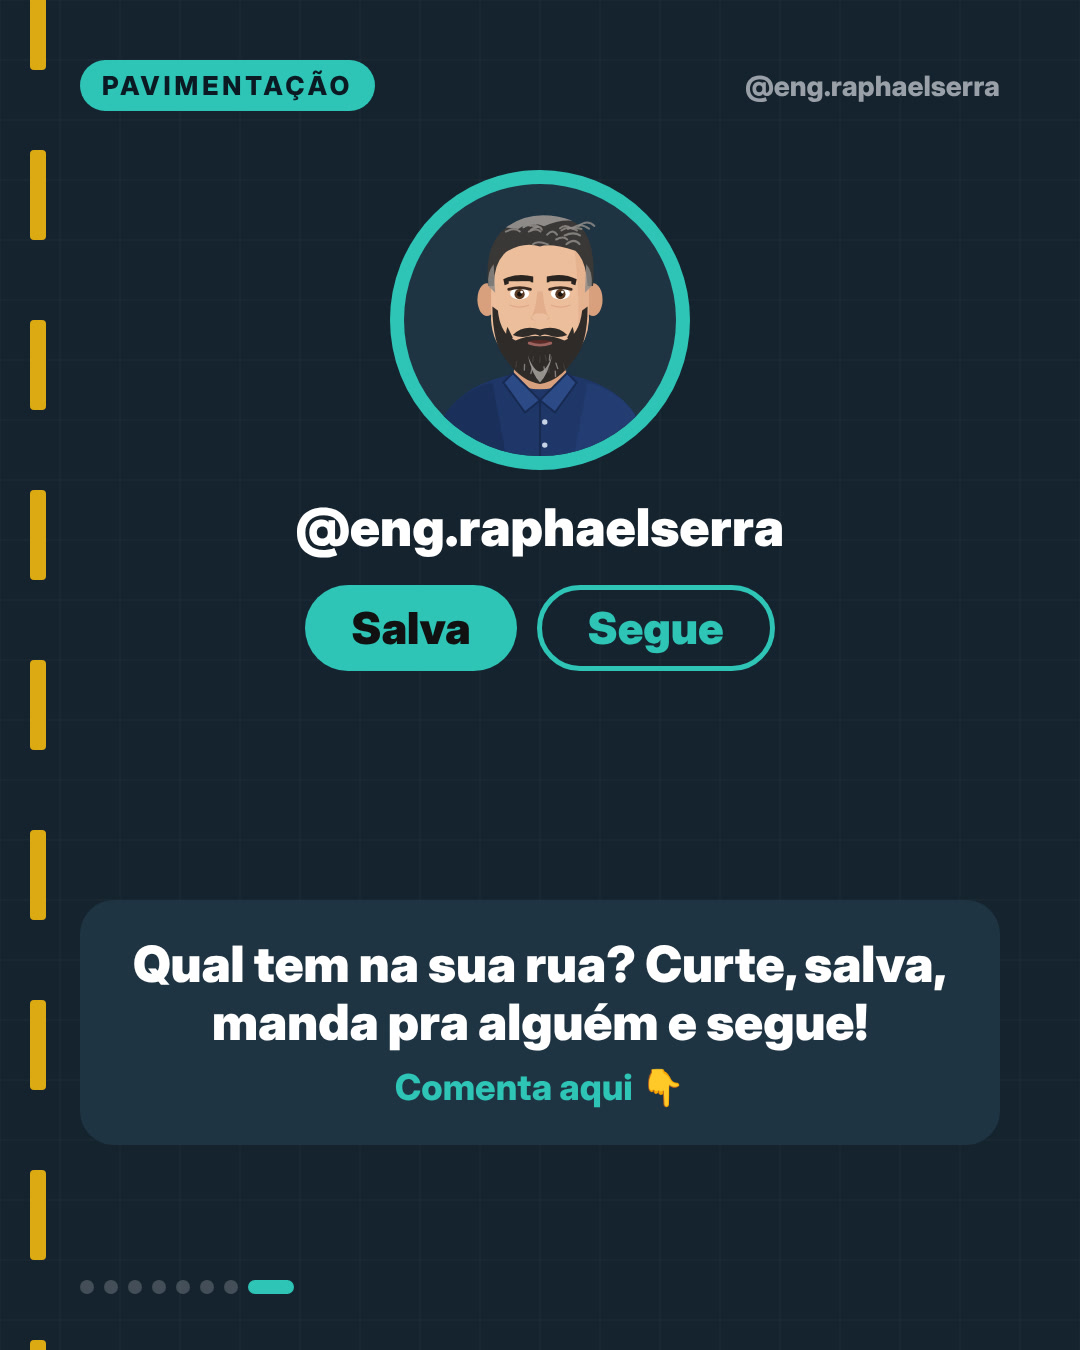 PAVIMENTAÇÃO
@eng.raphaelserra
@eng.raphaelserra
Salva
Segue
Qual tem na sua rua? Curte, salva,
manda pra alguém e segue!
Comenta aqui 👇